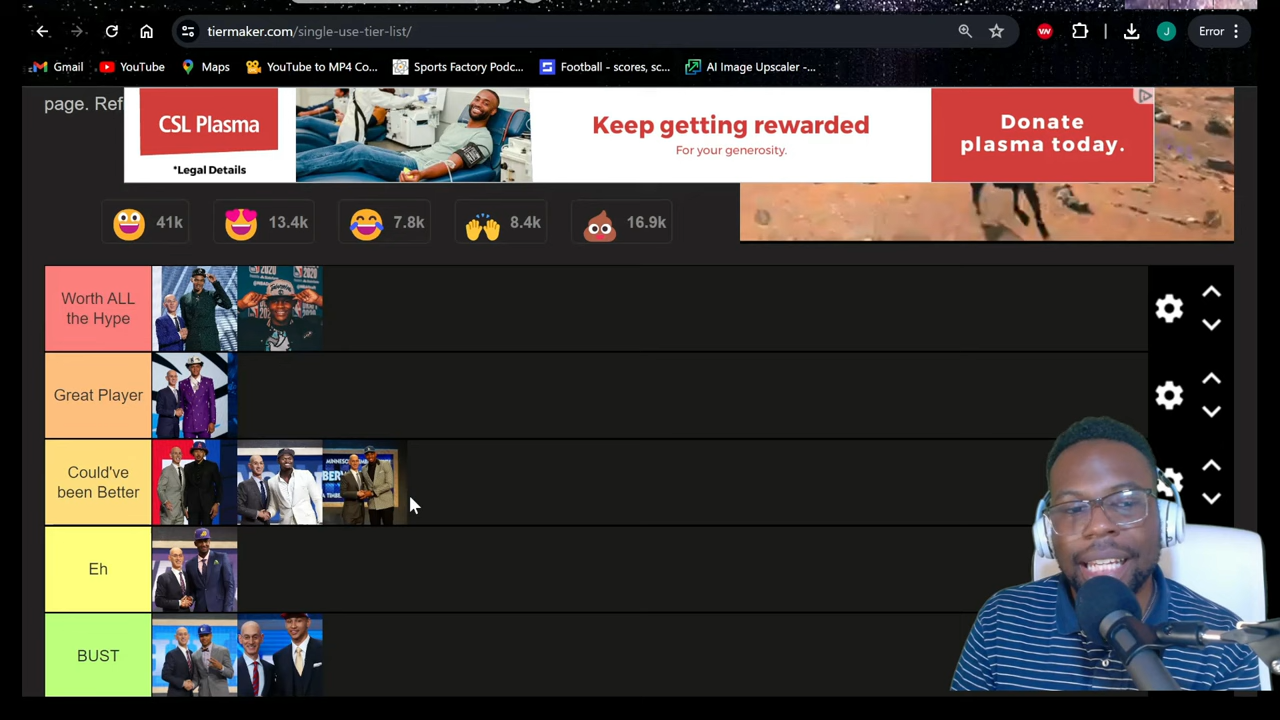 tiermaker.com/single-use-tier-list/
Error
Gmail
YouTube
Maps
YouTube to MP4 Co...
Sports Factory Podc...
Football - scores, sc...
AI Image Upscaler -...
page. Ref
CSL Plasma
*Legal Details
Keep getting rewarded
For your generosity.
Donate
plasma today.
41k
13.4k
7.8k
8.4k
16.9k
Worth ALL
the Hype
Great Player
Could've
been Better
Eh
BUST